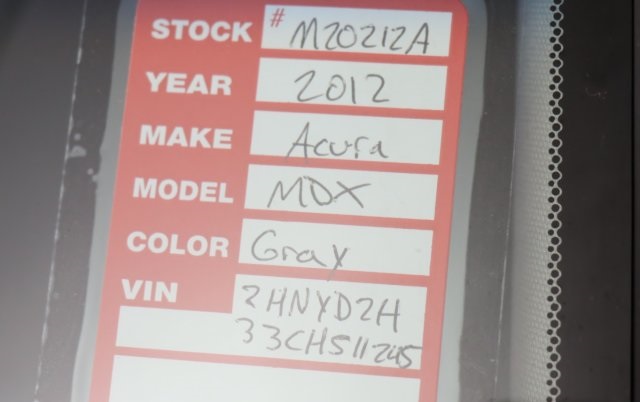 STOCK # M20212A
YEAR 2012
MAKE Acura
MODEL MDX
COLOR Gray
VIN 2HNYD2H
33CH511245